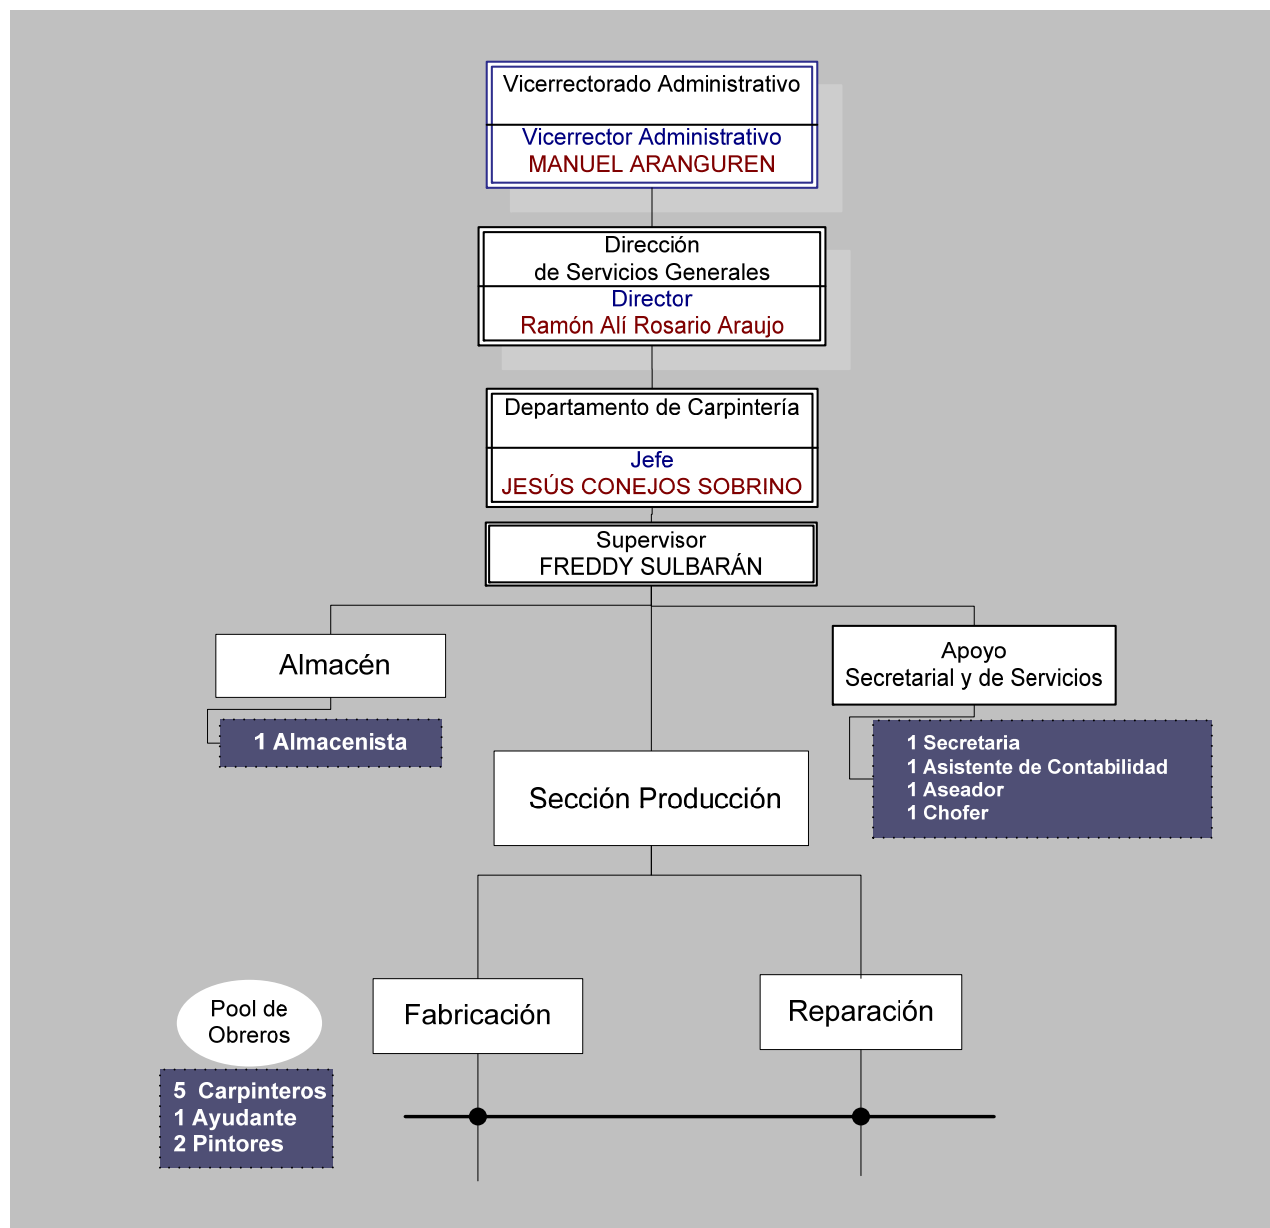 Vicerrectorado Administrativo
Vicerrector Administrativo
MANUEL ARANGUREN
Dirección
de Servicios Generales
Director
Ramón Alí Rosario Araujo
Departamento de Carpintería
Jefe
JESÚS CONEJOS SOBRINO
Supervisor
FREDDY SULBARÁN
Almacén
1 Almacenista
Apoyo
Secretarial y de Servicios
1 Secretaria
1 Asistente de Contabilidad
1 Aseador
1 Chofer
Sección Producción
Fabricación
Reparación
Pool de
Obreros
5 Carpinteros
1 Ayudante
2 Pintores